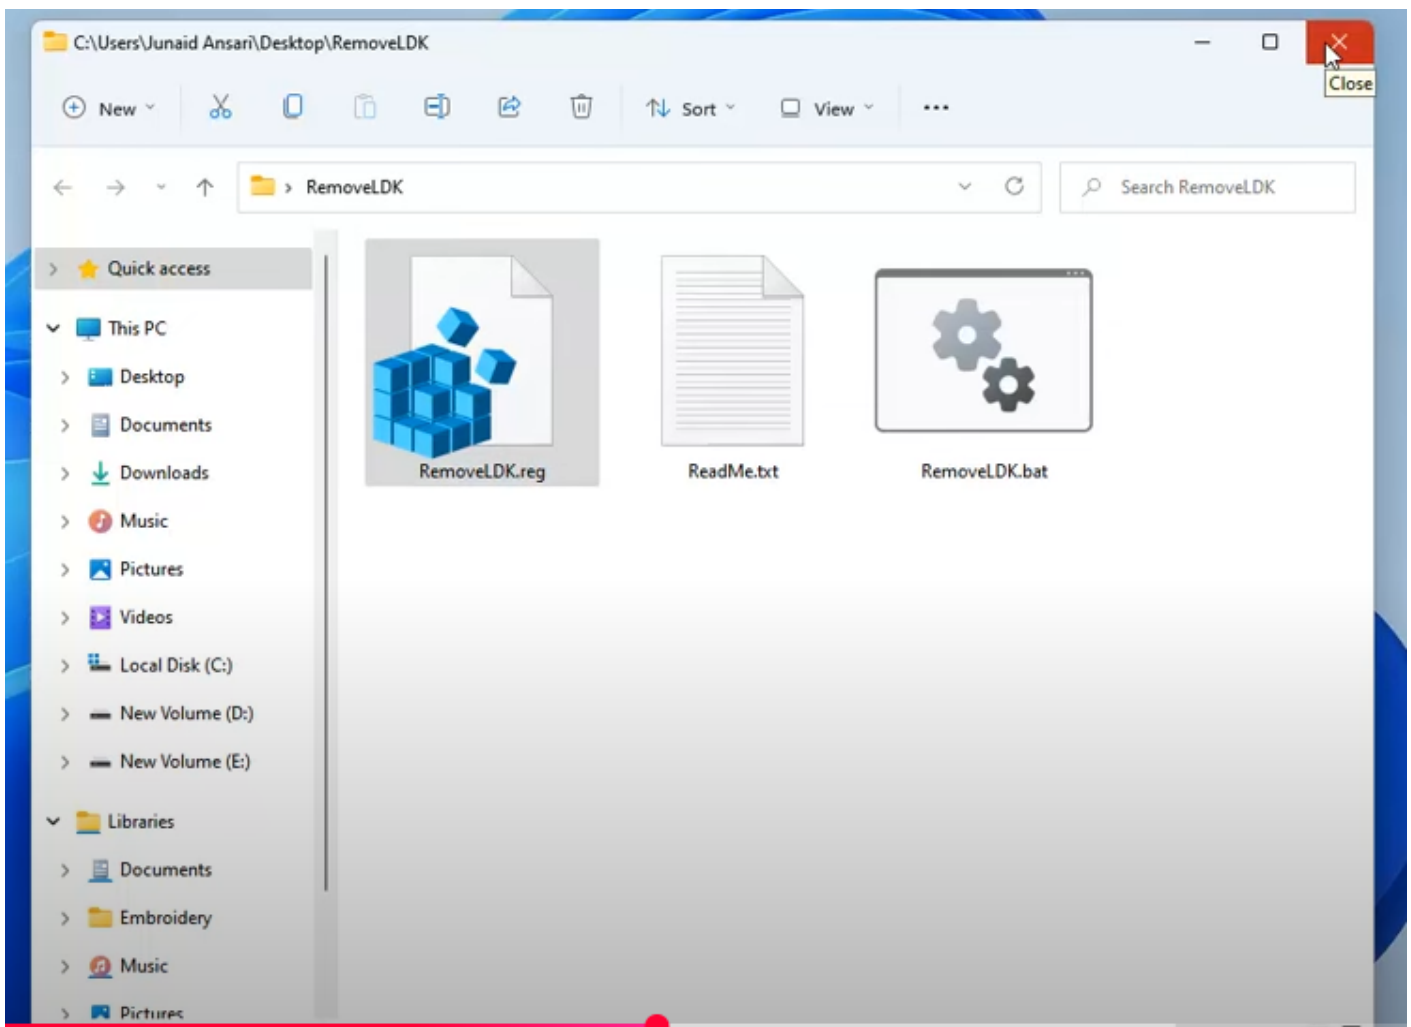 C:\Users\Junaid Ansari\Desktop\RemoveLDK
Close
New
Sort
View
RemoveLDK
Search RemoveLDK
Quick access
This PC
Desktop
Documents
Downloads
Music
Pictures
Videos
Local Disk (C:)
New Volume (D:)
New Volume (E:)
Libraries
Documents
Embroidery
Music
Pictures
RemoveLDK.reg
ReadMe.txt
RemoveLDK.bat